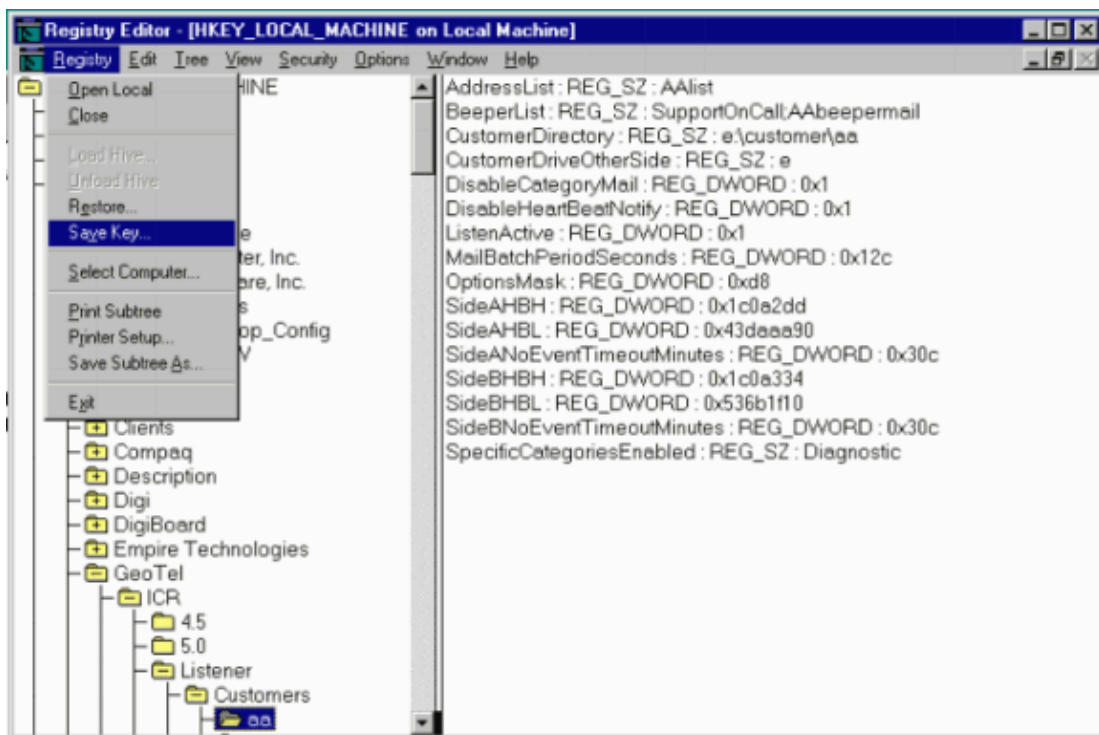 Registry Editor - [HKEY_LOCAL_MACHINE on Local Machine]
Registry Edit Tree View Security Options Window Help
Open Local
Close
Load Hive...
Unload Hive
Restore...
Save Key...
Select Computer...
Print Subtree
Printer Setup...
Save Subtree As...
Exit
HINE
e
ter, Inc.
are, Inc.
s
op_Config
V
Clients
Compaq
Description
Digi
DigiBoard
Empire Technologies
GeoTel
ICR
4.5
5.0
Listener
Customers
aa
AddressList : REG_SZ : AAlist
BeeperList : REG_SZ : SupportOnCall;AAbeepermail
CustomerDirectory : REG_SZ : e:\customer\aa
CustomerDriveOtherSide : REG_SZ : e
DisableCategoryMail : REG_DWORD : 0x1
DisableHeartBeatNotify : REG_DWORD : 0x1
ListenActive : REG_DWORD : 0x1
MailBatchPeriodSeconds : REG_DWORD : 0x12c
OptionsMask : REG_DWORD : 0xd8
SideAHBH : REG_DWORD : 0x1c0a2dd
SideAHBL : REG_DWORD : 0x43daaa90
SideANoEventTimeoutMinutes : REG_DWORD : 0x30c
SideBHBH : REG_DWORD : 0x1c0a334
SideBHBL : REG_DWORD : 0x536b1f10
SideBNoEventTimeoutMinutes : REG_DWORD : 0x30c
SpecificCategoriesEnabled : REG_SZ : Diagnostic